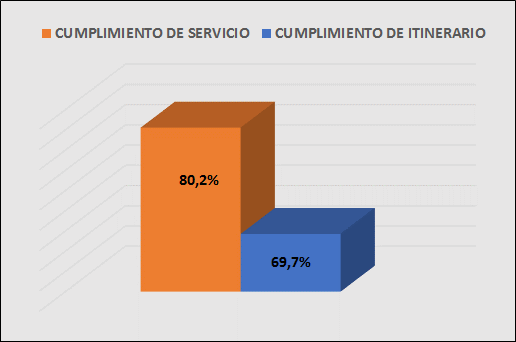 CUMPLIMIENTO DE SERVICIO CUMPLIMIENTO DE ITINERARIO
80,2%
69,7%